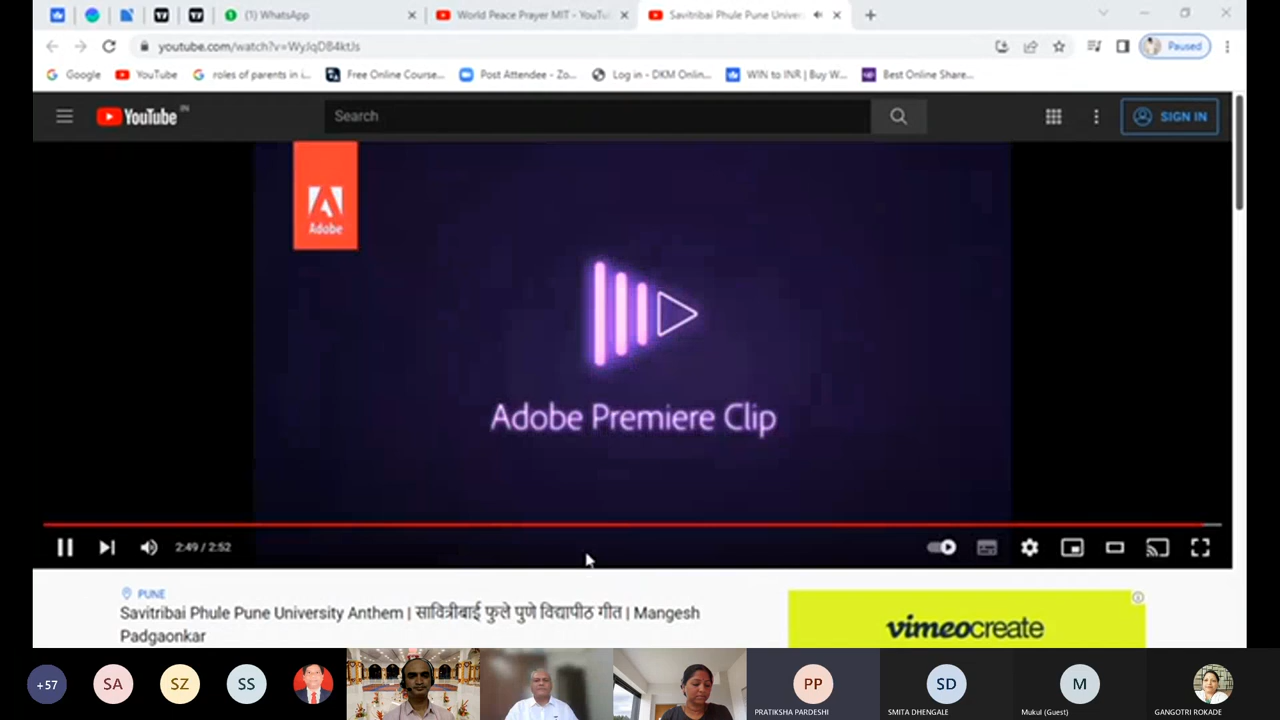 (1) WhatsApp
World Peace Prayer MIT - YouTu
Savitribai Phule Pune Univer
youtube.com/watch?v=WyJqD84ktJs
Paused
Google
YouTube
roles of parents in i...
Free Online Course...
Post Attendee - Zo...
Log in - DKM Onlin...
WIN to INR | Buy W...
Best Online Share...
YouTube IN
Search
SIGN IN
Adobe
Adobe Premiere Clip
2:49 / 2:52
PUNE
Savitribai Phule Pune University Anthem | सावित्रीबाई फुले पुणे विद्यापीठ गीत | Mangesh
Padgaonkar
vimeocreate
+57
SA
SZ
SS
PP
PRATIKSHA PARDESHI
SD
SMITA DHENGALE
M
Mukul (Guest)
GANGOTRI ROKADE